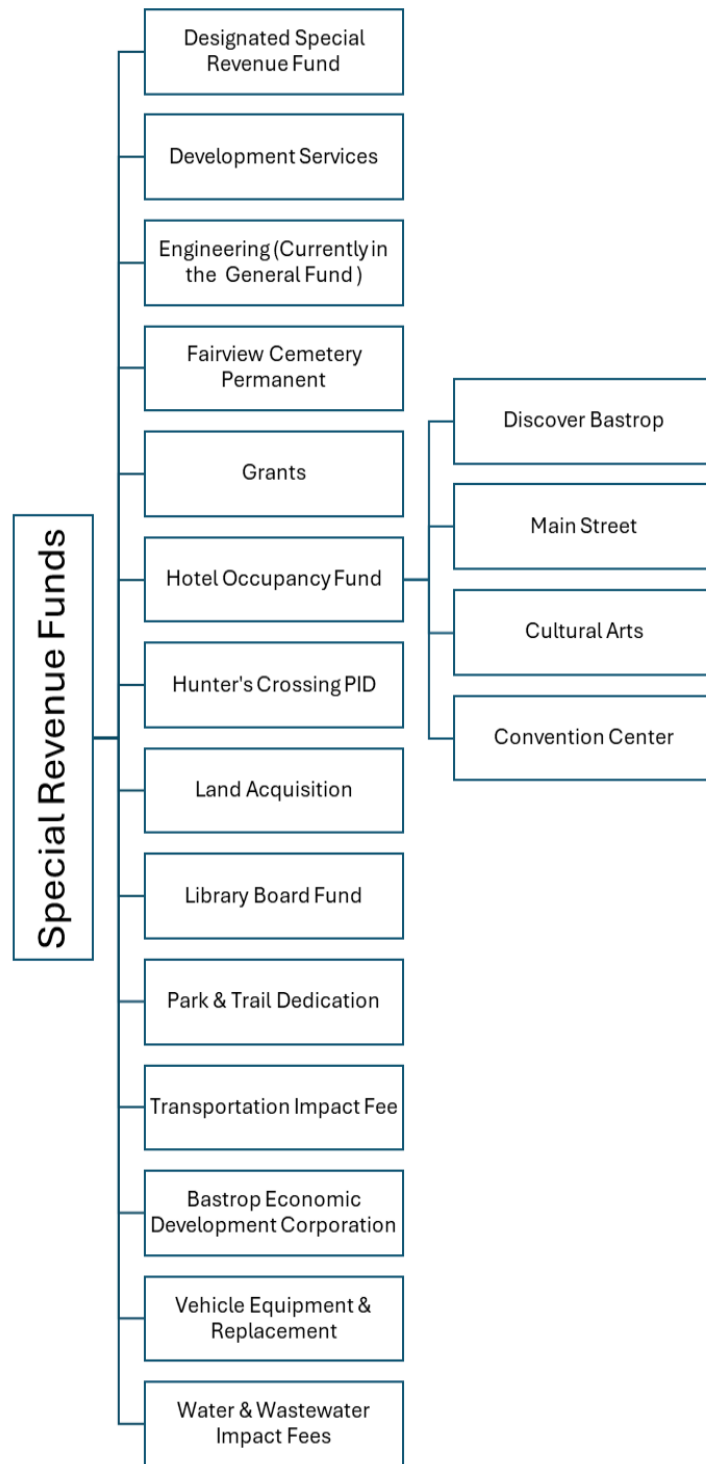 Special Revenue Funds
Designated Special
Revenue Fund
Development Services
Engineering (Currently in
the General Fund )
Fairview Cemetery
Permanent
Grants
Hotel Occupancy Fund
Discover Bastrop
Main Street
Cultural Arts
Convention Center
Hunter's Crossing PID
Land Acquisition
Library Board Fund
Park & Trail Dedication
Transportation Impact Fee
Bastrop Economic
Development Corporation
Vehicle Equipment &
Replacement
Water & Wastewater
Impact Fees